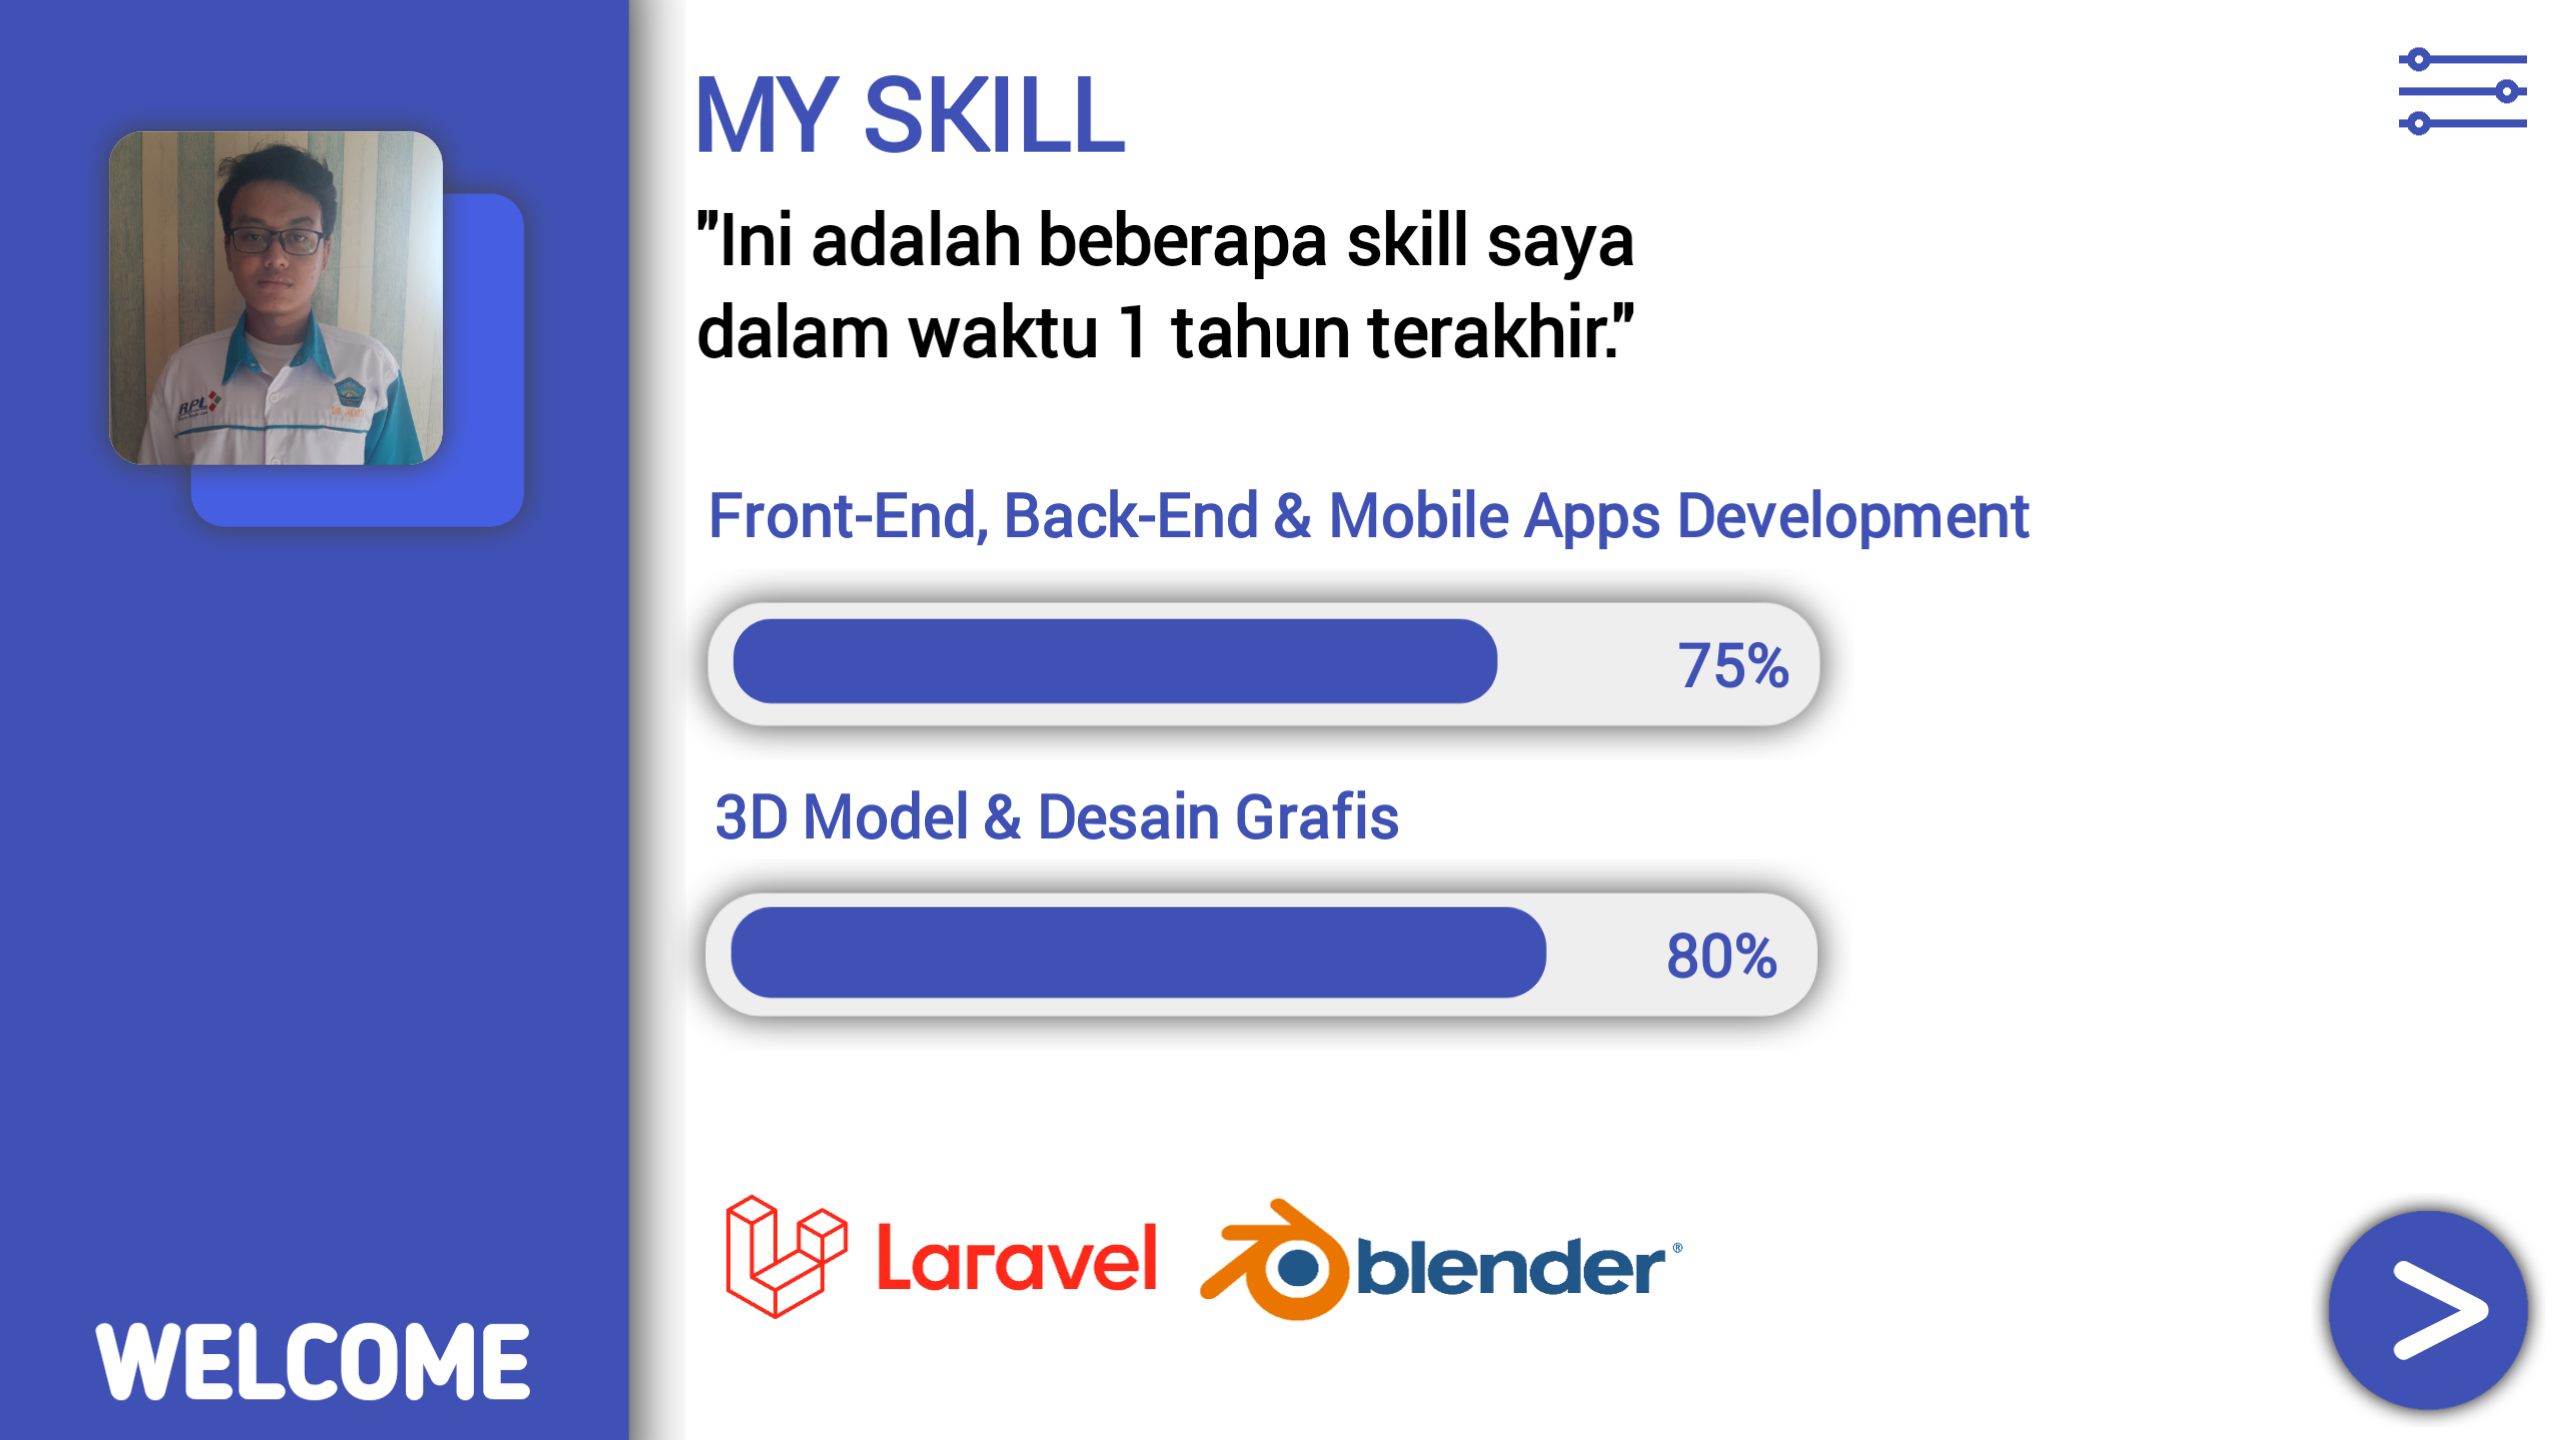 MY SKILL
"Ini adalah beberapa skill saya
dalam waktu 1 tahun terakhir."
RPL
Front-End, Back-End & Mobile Apps Development
75%
3D Model & Desain Grafis
80%
Laravel
blender®
WELCOME
>